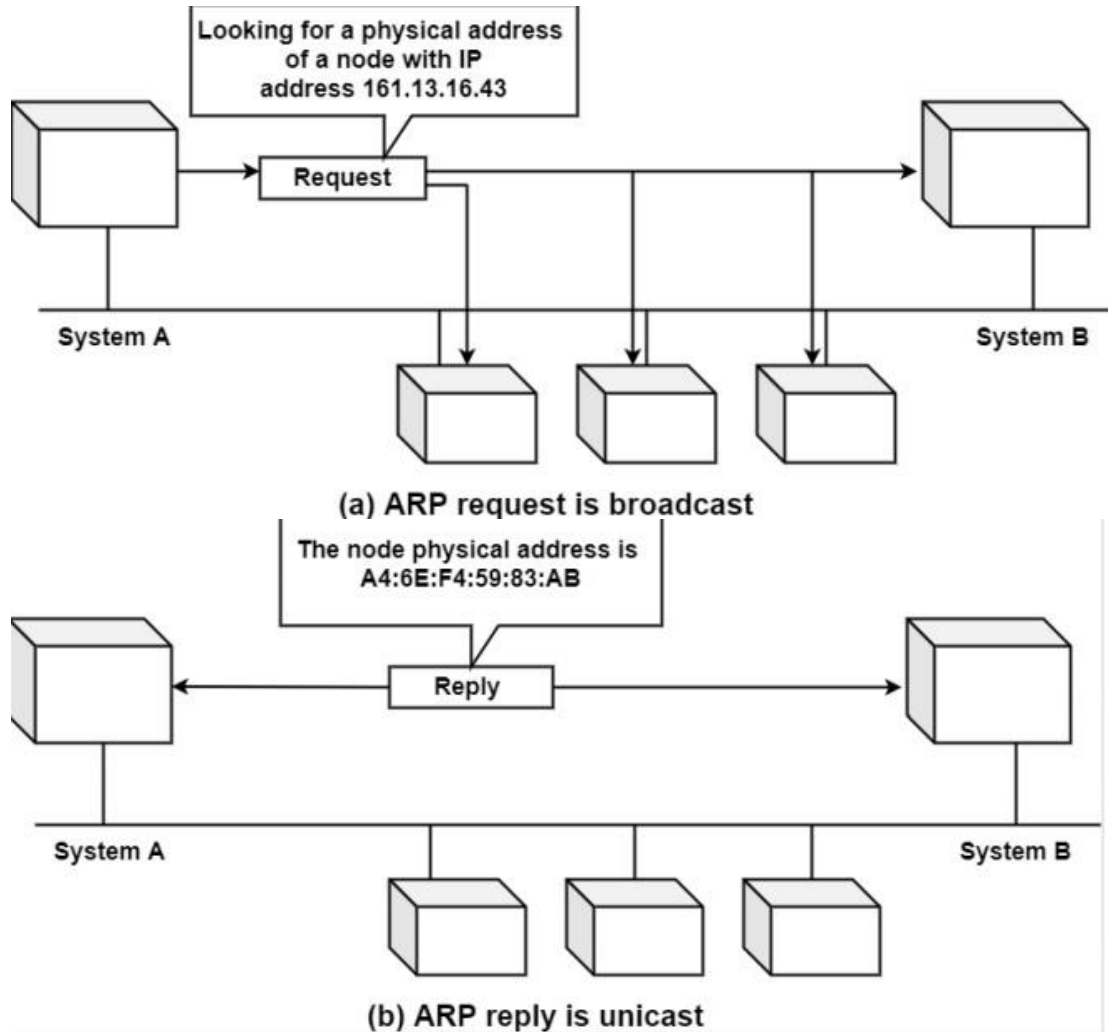 Looking for a physical address
of a node with IP
address 161.13.16.43
Request
System A
System B
(a) ARP request is broadcast
The node physical address is
A4:6E:F4:59:83:AB
Reply
System A
System B
(b) ARP reply is unicast